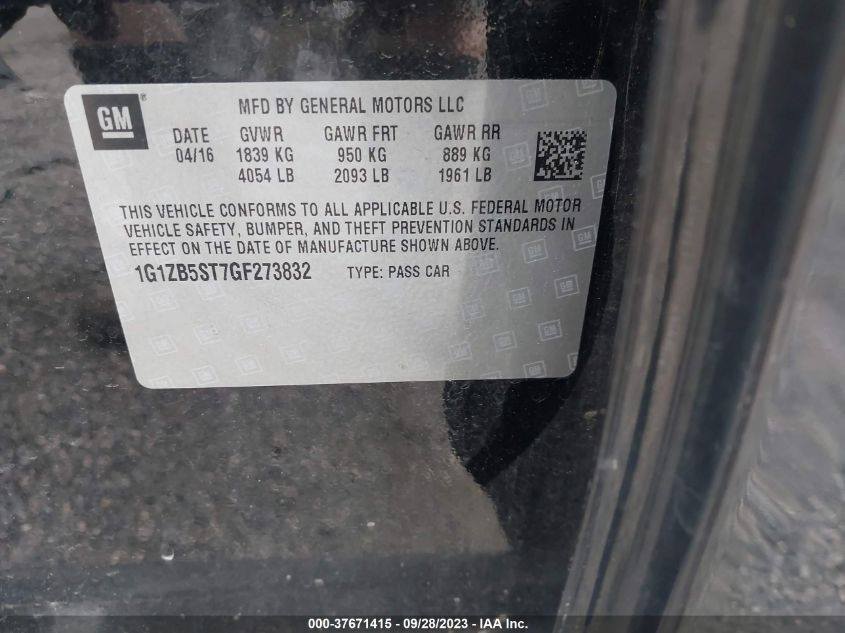 GM ®
MFD BY GENERAL MOTORS LLC
DATE GVWR GAWR FRT GAWR RR
04/16 1839 KG 950 KG 889 KG
4054 LB 2093 LB 1961 LB
THIS VEHICLE CONFORMS TO ALL APPLICABLE U.S. FEDERAL MOTOR
VEHICLE SAFETY, BUMPER, AND THEFT PREVENTION STANDARDS IN
EFFECT ON THE DATE OF MANUFACTURE SHOWN ABOVE.
1G1ZB5ST7GF273832 TYPE: PASS CAR
000-37671415 - 09/28/2023 - IAA Inc.